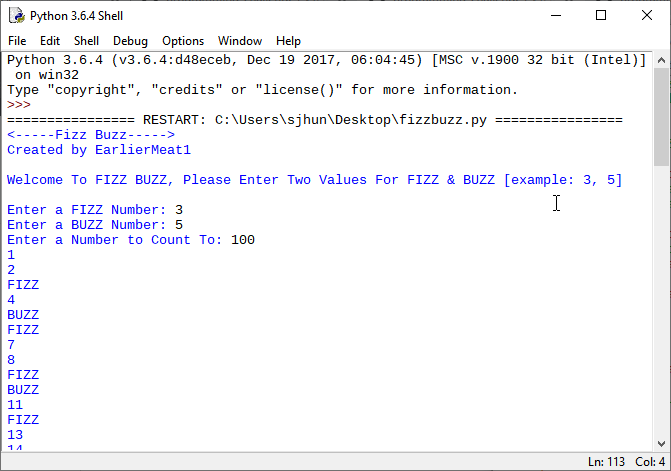 Python 3.6.4 Shell
File Edit Shell Debug Options Window Help
Python 3.6.4 (v3.6.4:d48eceb, Dec 19 2017, 06:04:45) [MSC v.1900 32 bit (Intel)]
 on win32
Type "copyright", "credits" or "license()" for more information.
>>>
================ RESTART: C:\Users\sjhun\Desktop\fizzbuzz.py ================
<-----Fizz Buzz----->
Created by EarlierMeat1
Welcome To FIZZ BUZZ, Please Enter Two Values For FIZZ & BUZZ [example: 3, 5]
Enter a FIZZ Number: 3
Enter a BUZZ Number: 5
Enter a Number to Count To: 100
1
2
FIZZ
4
BUZZ
FIZZ
7
8
FIZZ
BUZZ
11
FIZZ
13
14
Ln: 113 Col: 4